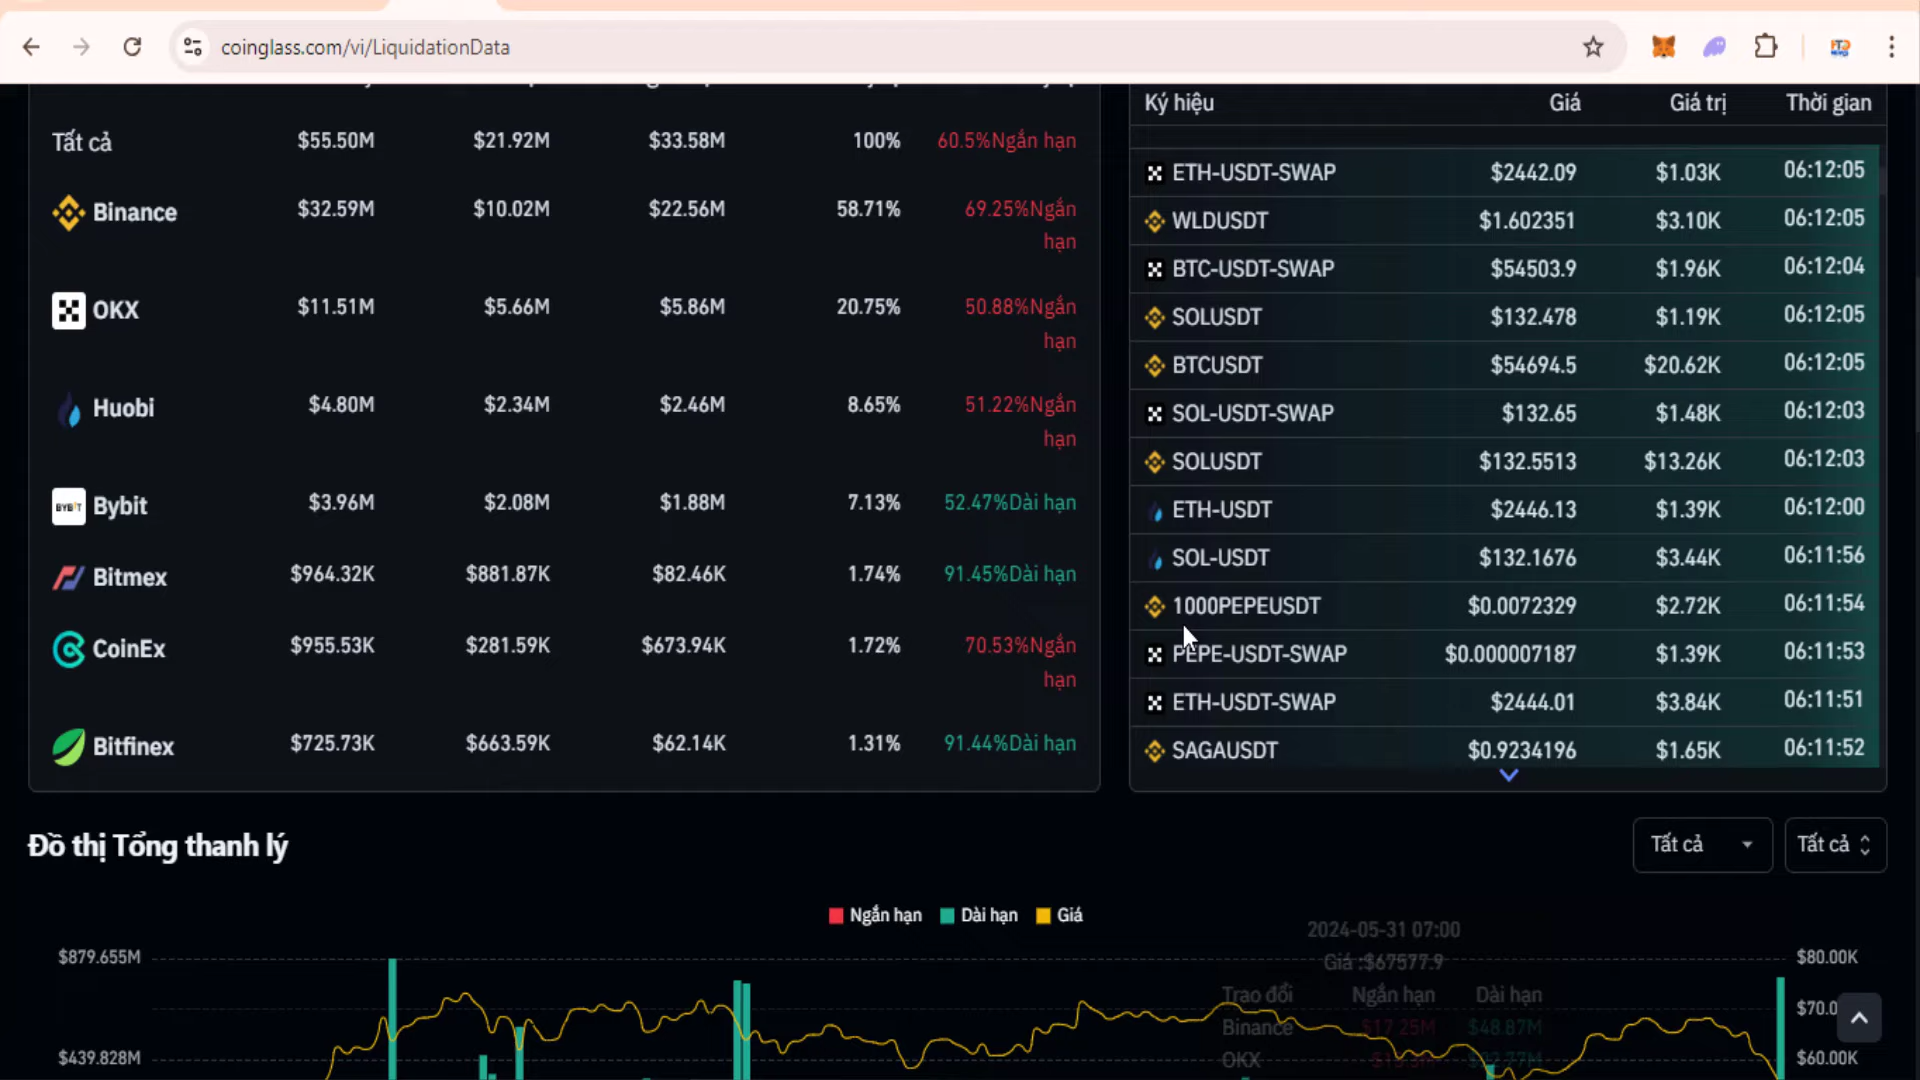 coinglass.com/vi/LiquidationData
Tất cả $55.50M $21.92M $33.58M 100% 60.5%Ngắn hạn
Binance $32.59M $10.02M $22.56M 58.71% 69.25%Ngắn
hạn
OKX $11.51M $5.66M $5.86M 20.75% 50.88%Ngắn
hạn
Huobi $4.80M $2.34M $2.46M 8.65% 51.22%Ngắn
hạn
BYBIT Bybit $3.96M $2.08M $1.88M 7.13% 52.47%Dài hạn
Bitmex $964.32K $881.87K $82.46K 1.74% 91.45%Dài hạn
CoinEx $955.53K $281.59K $673.94K 1.72% 70.53%Ngắn
hạn
Bitfinex $725.73K $663.59K $62.14K 1.31% 91.44%Dài hạn
Ký hiệu Giá Giá trị Thời gian
ETH-USDT-SWAP $2442.09 $1.03K 06:12:05
WLDUSDT $1.602351 $3.10K 06:12:05
BTC-USDT-SWAP $54503.9 $1.96K 06:12:04
SOLUSDT $132.478 $1.19K 06:12:05
BTCUSDT $54694.5 $20.62K 06:12:05
SOL-USDT-SWAP $132.65 $1.48K 06:12:03
SOLUSDT $132.5513 $13.26K 06:12:03
ETH-USDT $2446.13 $1.39K 06:12:00
SOL-USDT $132.1676 $3.44K 06:11:56
1000PEPEUSDT $0.0072329 $2.72K 06:11:54
PEPE-USDT-SWAP $0.000007187 $1.39K 06:11:53
ETH-USDT-SWAP $2444.01 $3.84K 06:11:51
SAGAUSDT $0.9234196 $1.65K 06:11:52
Đồ thị Tổng thanh lý
Tất cả Tất cả
Ngắn hạn Dài hạn Giá
2024-05-31 07:00
Giá :$67577.9
Trao đổi Ngắn hạn Dài hạn
Binance $17.25M $48.87M
OKX
$879.655M $80.00K
$70.0
$439.828M $60.00K